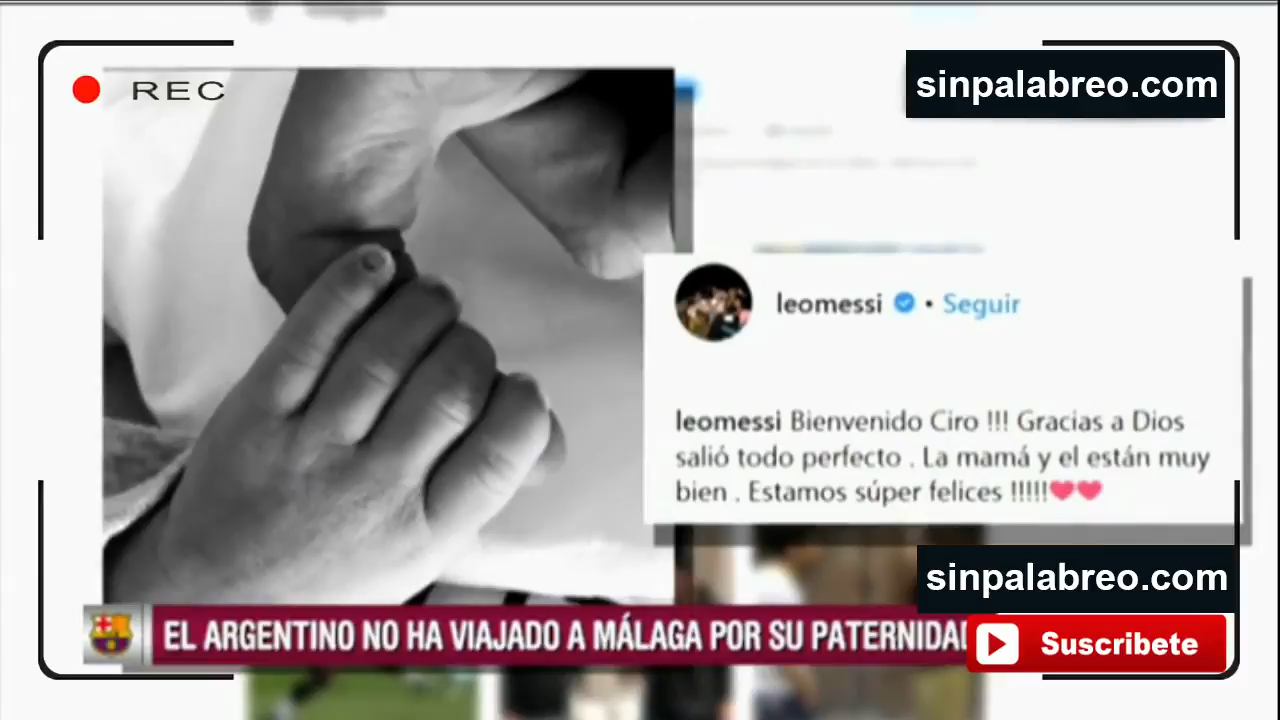 REC
sinpalabreo.com
leomessi • Seguir
leomessi Bienvenido Ciro !!! Gracias a Dios
salió todo perfecto . La mamá y el están muy
bien . Estamos súper felices !!!!!❤❤
sinpalabreo.com
EL ARGENTINO NO HA VIAJADO A MÁLAGA POR SU PATERNIDAD
Suscribete